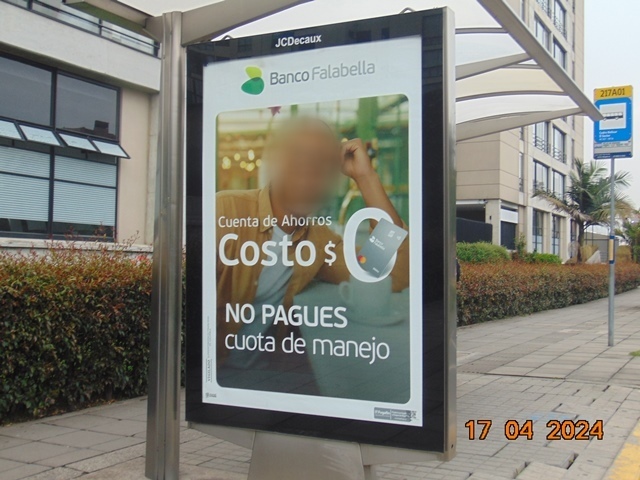 JCDecaux
Banco Falabella
Cuenta de Ahorros
Costo $ 0
NO PAGUES
cuota de manejo
217A01
17 04 2024